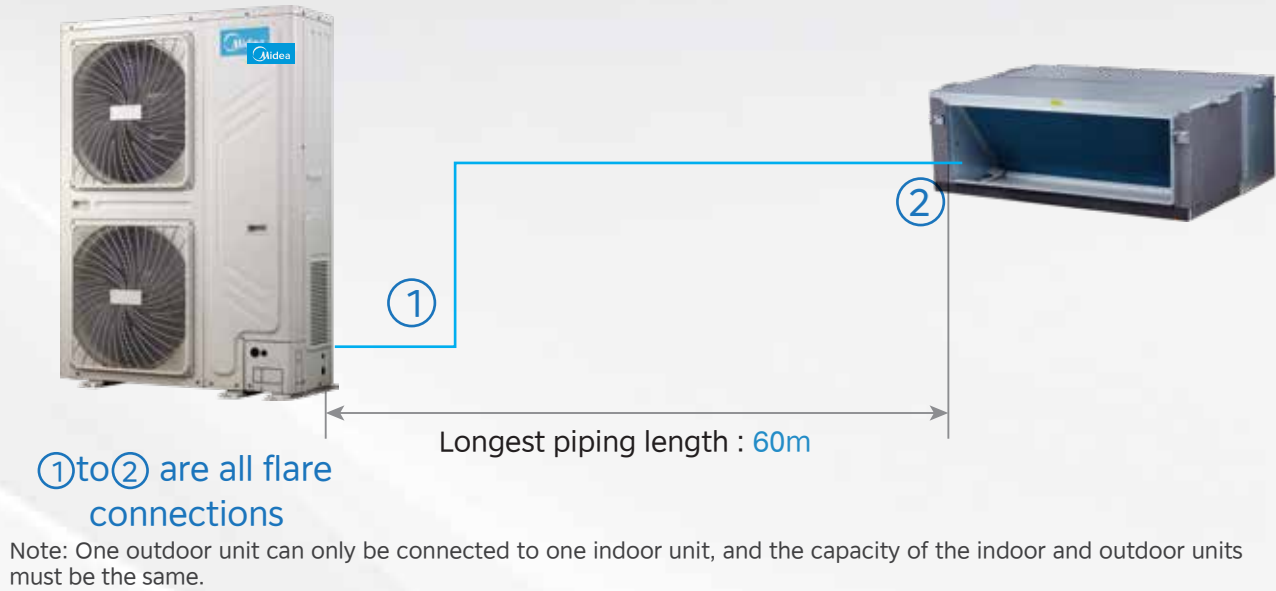 Midea
①
②
Longest piping length : 60m
①to② are all flare
connections
Note: One outdoor unit can only be connected to one indoor unit, and the capacity of the indoor and outdoor units
must be the same.